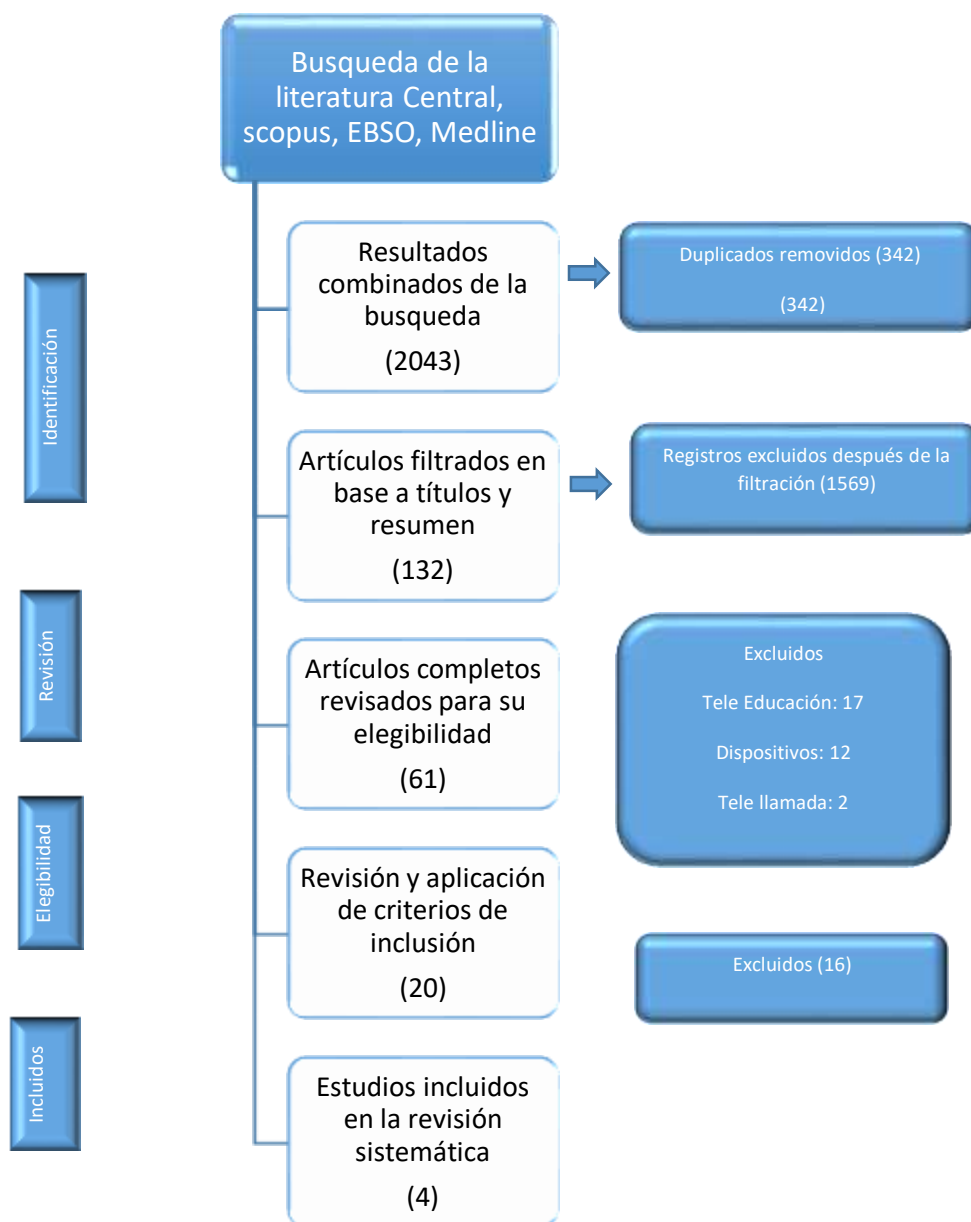 Busqueda de la
literatura Central,
scopus, EBSO, Medline
Identificación
Resultados
combinados de la
busqueda
(2043)
Duplicados removidos (342)
(342)
Artículos filtrados en
base a títulos y
resumen
(132)
Registros excluidos después de la
filtración (1569)
Revisión
Artículos completos
revisados para su
elegibilidad
(61)
Excluidos
Tele Educación: 17
Dispositivos: 12
Tele llamada: 2
Elegibilidad
Revisión y aplicación
de criterios de
inclusión
(20)
Excluidos (16)
Incluidos
Estudios incluidos
en la revisión
sistemática
(4)